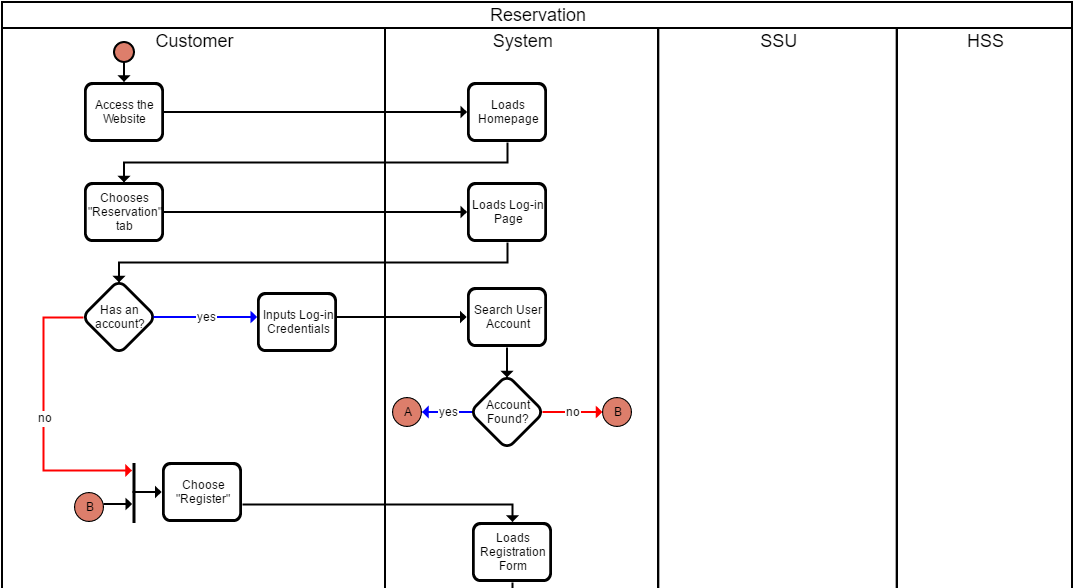 Reservation
Customer
System
SSU
HSS
Access the
Website
Loads
Homepage
Chooses
"Reservation"
tab
Loads Log-in
Page
Has an
account?
yes
Inputs Log-in
Credentials
Search User
Account
no
A
yes
Account
Found?
no
B
B
Choose
"Register"
Loads
Registration
Form